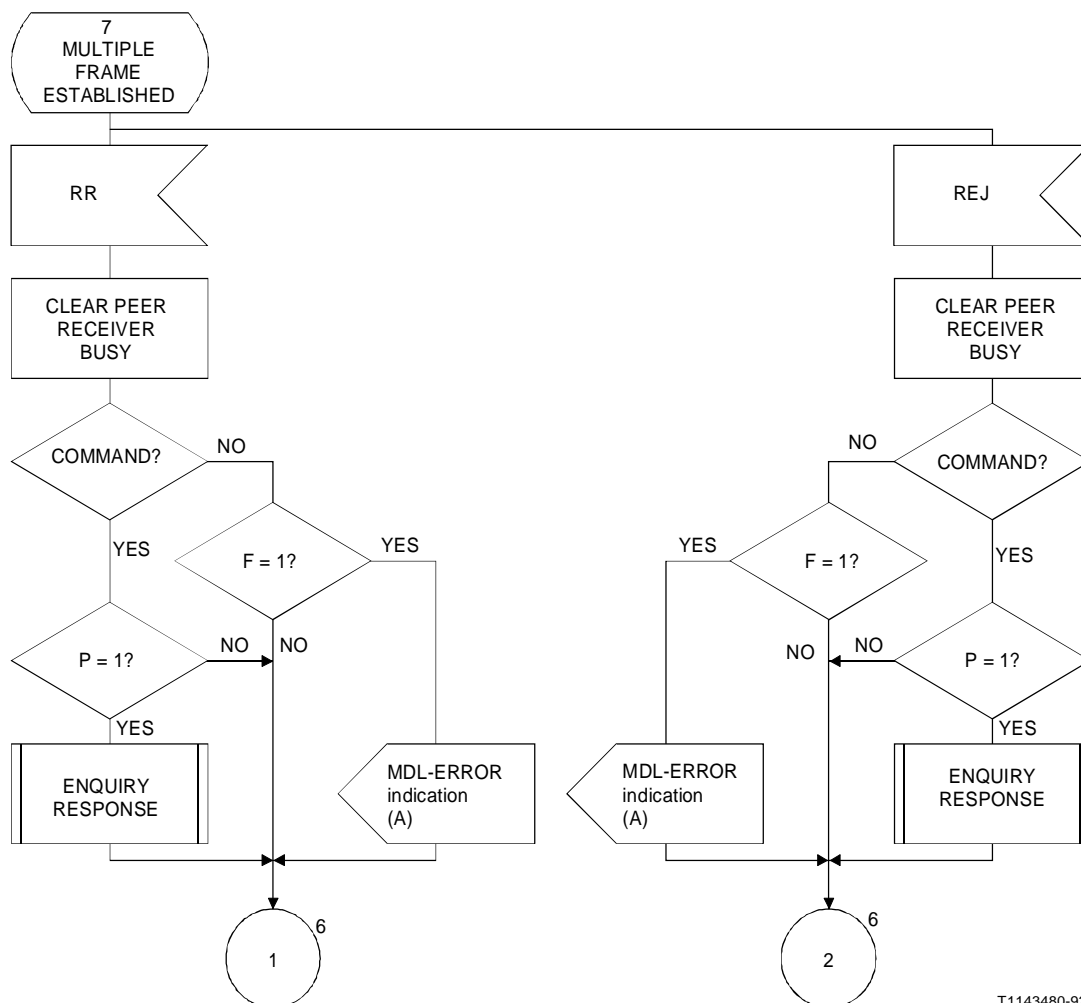 7
MULTIPLE
FRAME
ESTABLISHED
RR
REJ
CLEAR PEER
RECEIVER
BUSY
CLEAR PEER
RECEIVER
BUSY
COMMAND?
NO
NO
COMMAND?
YES
F = 1?
YES
YES
F = 1?
YES
P = 1?
NO
NO
NO
NO
P = 1?
YES
YES
ENQUIRY
RESPONSE
MDL-ERROR
indication
(A)
MDL-ERROR
indication
(A)
ENQUIRY
RESPONSE
6
1
6
2